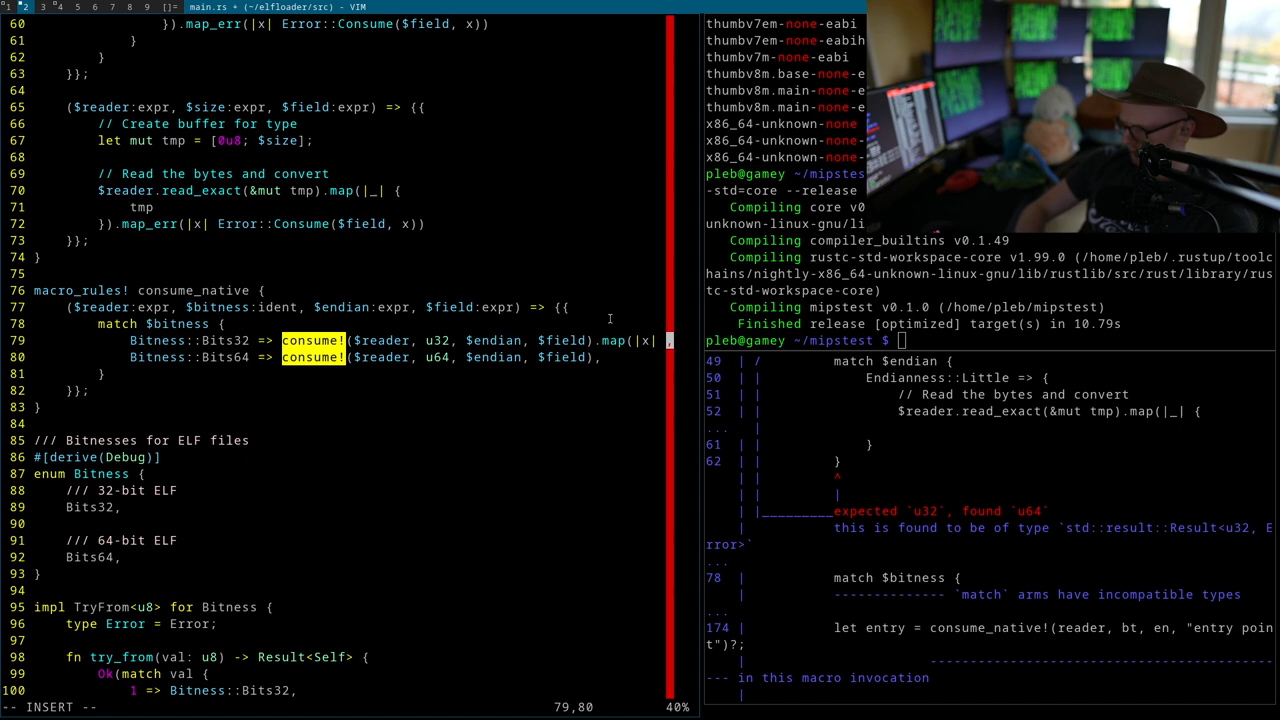 1 2 3 4 5 6 7 8 9 []= main.rs * (~/elfloader/src) - VIM
60 }).map_err(|x| Error::Consume($field, x))
61 }
62 }
63 }};
64
65 ($reader:expr, $size:expr, $field:expr) => {{
66 // Create buffer for type
67 let mut tmp = [0u8; $size];
68
69 // Read the bytes and convert
70 $reader.read_exact(&mut tmp).map(|_| {
71 tmp
72 }).map_err(|x| Error::Consume($field, x))
73 }};
74 }
75
76 macro_rules! consume_native {
77 ($reader:expr, $bitness:ident, $endian:expr, $field:expr) => {{
78 match $bitness {
79 Bitness::Bits32 => consume!($reader, u32, $endian, $field).map(|x| ,
80 Bitness::Bits64 => consume!($reader, u64, $endian, $field),
81 }
82 }};
83 }
84
85 /// Bitnesses for ELF files
86 #[derive(Debug)]
87 enum Bitness {
88 /// 32-bit ELF
89 Bits32,
90
91 /// 64-bit ELF
92 Bits64,
93 }
94
95 impl TryFrom<u8> for Bitness {
96 type Error = Error;
97
98 fn try_from(val: u8) -> Result<Self> {
99 Ok(match val {
100 1 => Bitness::Bits32,
-- INSERT -- 79,80 40%
thumbv7em-none-eabi
thumbv7em-none-eabih
thumbv7m-none-eabi
thumbv8m.base-none-e
thumbv8m.main-none-e
thumbv8m.main-none-e
x86_64-unknown-none
x86_64-unknown-none-
x86_64-unknown-none-
pleb@gamey ~/mipstes
-std=core --release
Compiling core v0
unknown-linux-gnu/li
Compiling compiler_builtins v0.1.49
Compiling rustc-std-workspace-core v1.99.0 (/home/pleb/.rustup/toolc
hains/nightly-x86_64-unknown-linux-gnu/lib/rustlib/src/rust/library/rus
tc-std-workspace-core)
Compiling mipstest v0.1.0 (/home/pleb/mipstest)
Finished release [optimized] target(s) in 10.79s
pleb@gamey ~/mipstest $
49 | / match $endian {
50 | | Endianness::Little => {
51 | | // Read the bytes and convert
52 | | $reader.read_exact(&mut tmp).map(|_| {
... |
61 | | }
62 | | }
| | ^
| | |
| |_________expected `u32`, found `u64`
| this is found to be of type `std::result::Result<u32, E
rror>`
...
78 | match $bitness {
| -------------- `match` arms have incompatible types
...
174 | let entry = consume_native!(reader, bt, en, "entry poin
t")?;
| -------------------------------------------
--- in this macro invocation
|